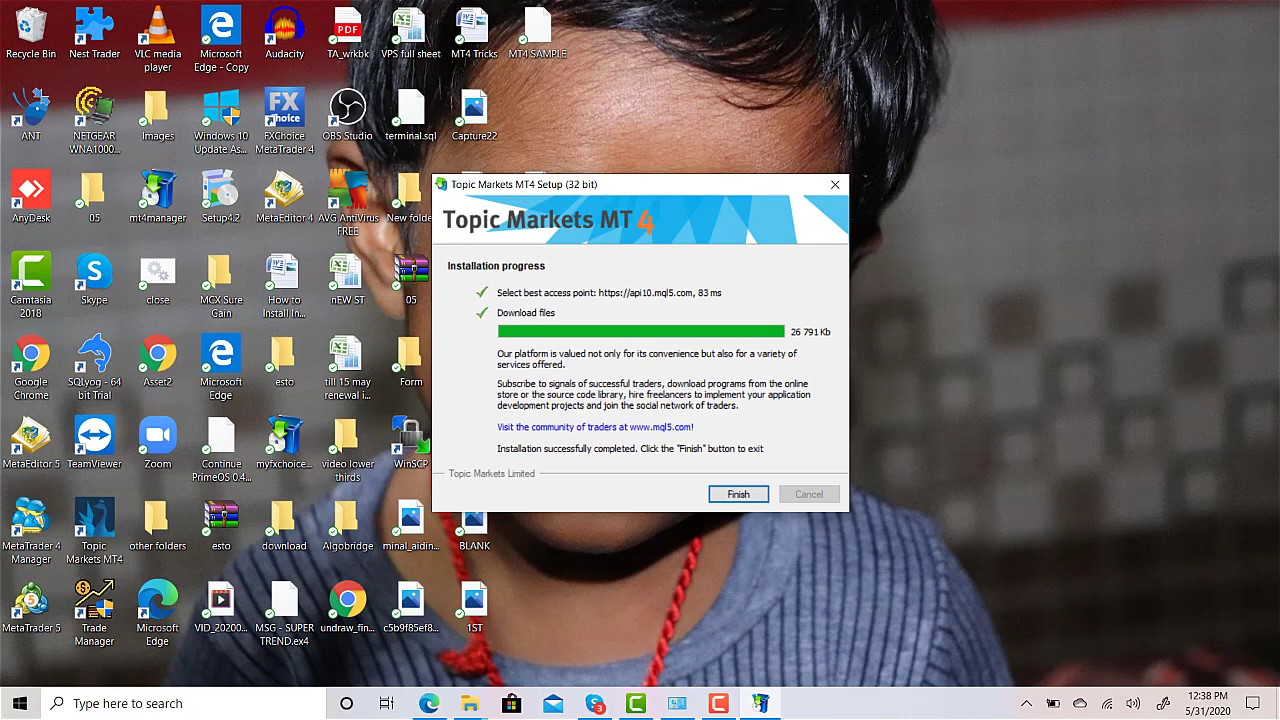 Recycle Bin
Nest Trader
VLC media
player
Microsoft
Edge - Copy
Audacity
PDF
TA_wrkbk
VPS full sheet
MT4 Tricks
MT4 SAMPLE
ANT
NETGEAR
WNA1000...
Images
Windows 10
Update As...
FX
Choice
FXChoice
MetaTrader 4
OBS Studio
terminal.sql
Capture22
AnyDesk
05
mt4manager
Setup4.2
MetaEditor 4
AVG AntiVirus
FREE
New folde
Camtasia
2018
Skype
close
MCX Sure
Gain
How to
Install In...
nEW ST
05
Google
Chrome
SQLyog - 64
bit Trial
Asset2
Microsoft
Edge
esto
till 15 may
renewal i...
Form
MetaEditor 5
TeamViewer
Zoom
Continue
PrimeOS 0.4...
myfxchoice...
video lower
thirds
WinSCP
MetaTrader 4
Manager
Topic
Markets MT4
other folders
esto
download
Algobridge
minal_aidin...
BLANK
MetaTrader 5
Trade
Manager
Microsoft
Edge
VID_20200...
MSG - SUPER
TREND.ex4
undraw_fin...
c5b9f85ef8...
1ST
Topic Markets MT4 Setup (32 bit)
Topic Markets MT 4
Installation progress
Select best access point: https://api10.mql5.com, 83 ms
Download files
26 791 Kb
Our platform is valued not only for its convenience but also for a variety of
services offered.
Subscribe to signals of successful traders, download programs from the online
store or the source code library, hire freelancers to implement your application
development projects and join the social network of traders.
Visit the community of traders at www.mql5.com!
Installation successfully completed. Click the "Finish" button to exit
Topic Markets Limited
Finish
Cancel
Type here to search
3
12:38 PM
5/31/2020